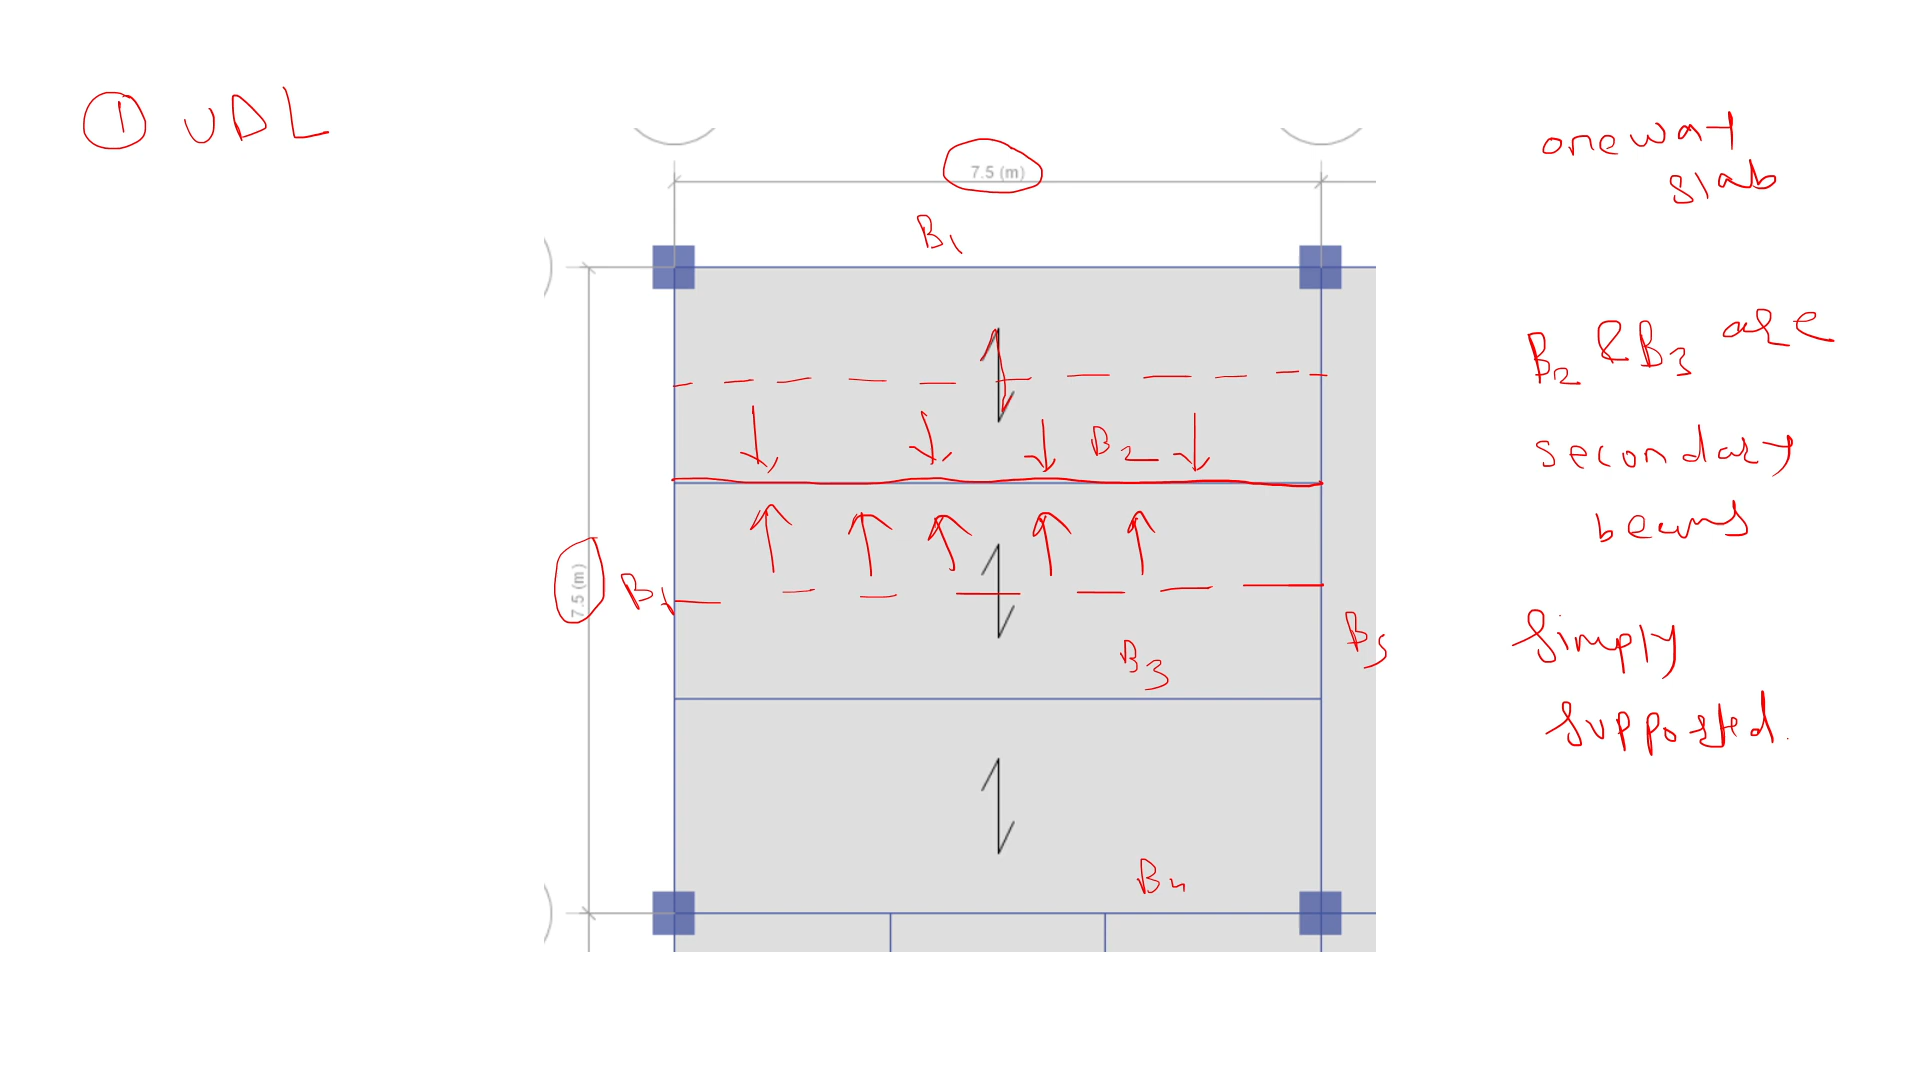 ① UDL
7.5 (m)
one way
slab
B1
B2 & B3 are
B2
secondary
beams
7.5 (m)
B5
B3
simply
supported.
B4